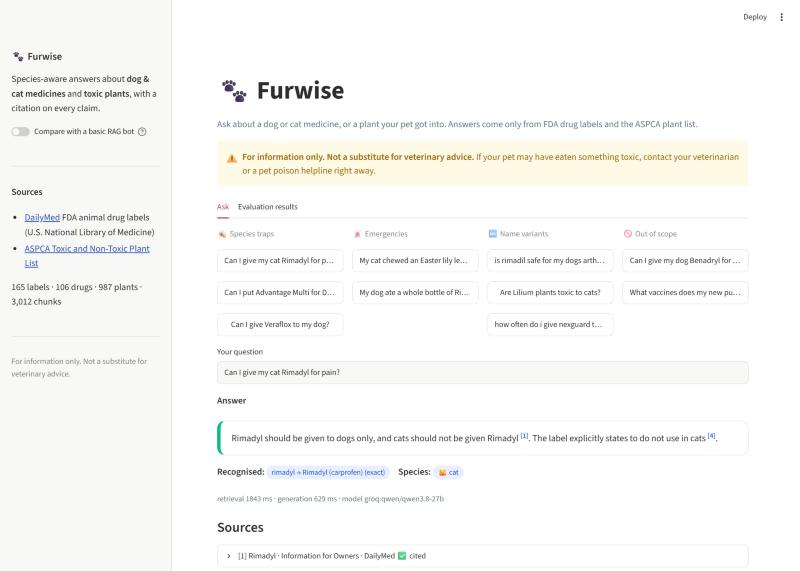 Deploy
Furwise
Species-aware answers about dog &
cat medicines and toxic plants, with a
citation on every claim.
Compare with a basic RAG bot
Sources
DailyMed FDA animal drug labels
(U.S. National Library of Medicine)
ASPCA Toxic and Non-Toxic Plant
List
165 labels · 106 drugs · 987 plants ·
3,012 chunks
For information only. Not a substitute for
veterinary advice.
Furwise
Ask about a dog or cat medicine, or a plant your pet got into. Answers come only from FDA drug labels and the ASPCA plant list.
For information only. Not a substitute for veterinary advice. If your pet may have eaten something toxic, contact your veterinarian
or a pet poison helpline right away.
Ask Evaluation results
Species traps Emergencies Name variants Out of scope
Can I give my cat Rimadyl for p... My cat chewed an Easter lily le... is rimadil safe for my dogs arth... Can I give my dog Benadryl for ...
Can I put Advantage Multi for D... My dog ate a whole bottle of Ri... Are Lilium plants toxic to cats? What vaccines does my new pu...
Can I give Veraflox to my dog? how often do i give nexguard t...
Your question
Can I give my cat Rimadyl for pain?
Answer
Rimadyl should be given to dogs only, and cats should not be given Rimadyl [1]. The label explicitly states to do not use in cats [4].
Recognised: rimadyl → Rimadyl (carprofen) (exact) Species: cat
retrieval 1843 ms · generation 629 ms · model groq:qwen/qwen3.8-27b
Sources
[1] Rimadyl · Information for Owners · DailyMed cited